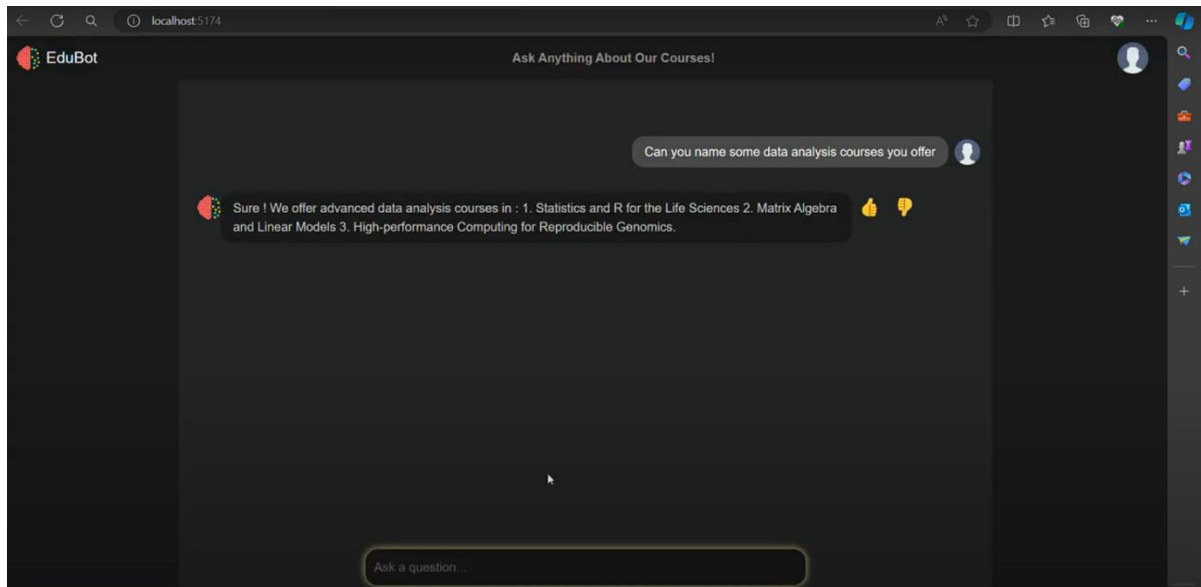 localhost:5174
EduBot
Ask Anything About Our Courses!
Can you name some data analysis courses you offer
Sure ! We offer advanced data analysis courses in : 1. Statistics and R for the Life Sciences 2. Matrix Algebra
and Linear Models 3. High-performance Computing for Reproducible Genomics.
Ask a question...